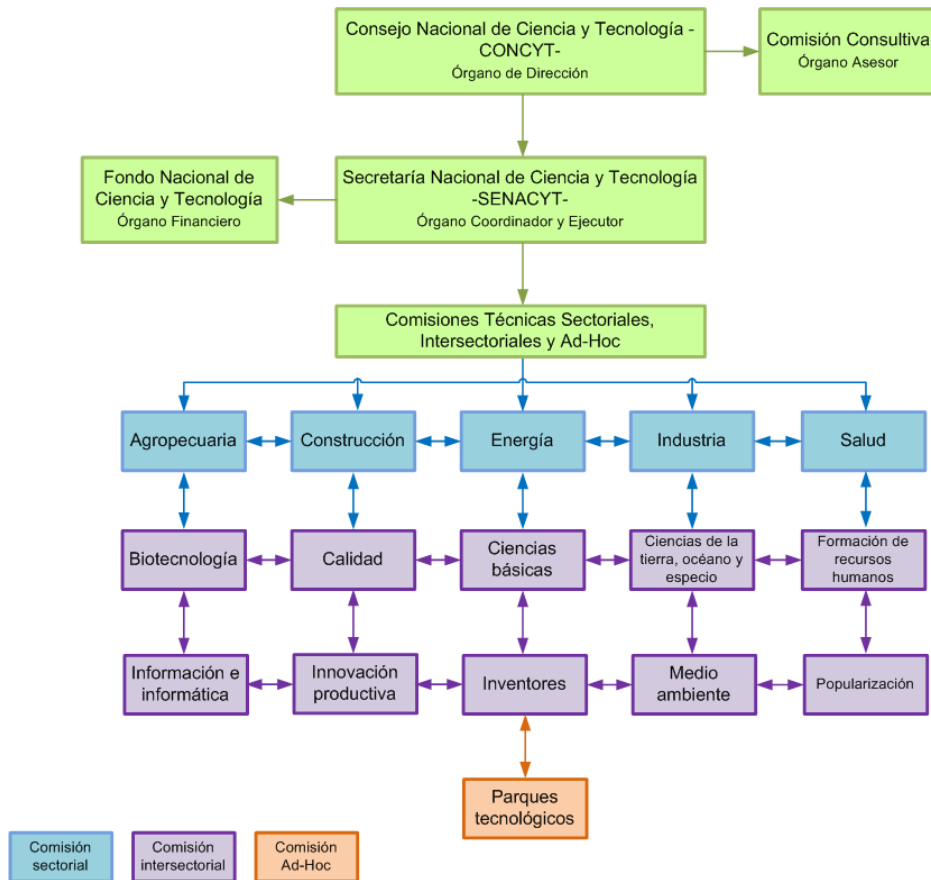 Consejo Nacional de Ciencia y Tecnología -
CONCYT-
Órgano de Dirección
Comisión Consultiva
Órgano Asesor
Fondo Nacional de
Ciencia y Tecnología
Órgano Financiero
Secretaría Nacional de Ciencia y Tecnología
-SENACYT-
Órgano Coordinador y Ejecutor
Comisiones Técnicas Sectoriales,
Intersectoriales y Ad-Hoc
Agropecuaria
Construcción
Energía
Industria
Salud
Biotecnología
Calidad
Ciencias
básicas
Ciencias de la
tierra, océano y
especio
Formación de
recursos
humanos
Información e
informática
Innovación
productiva
Inventores
Medio
ambiente
Popularización
Parques
tecnológicos
Comisión
sectorial
Comisión
intersectorial
Comisión
Ad-Hoc